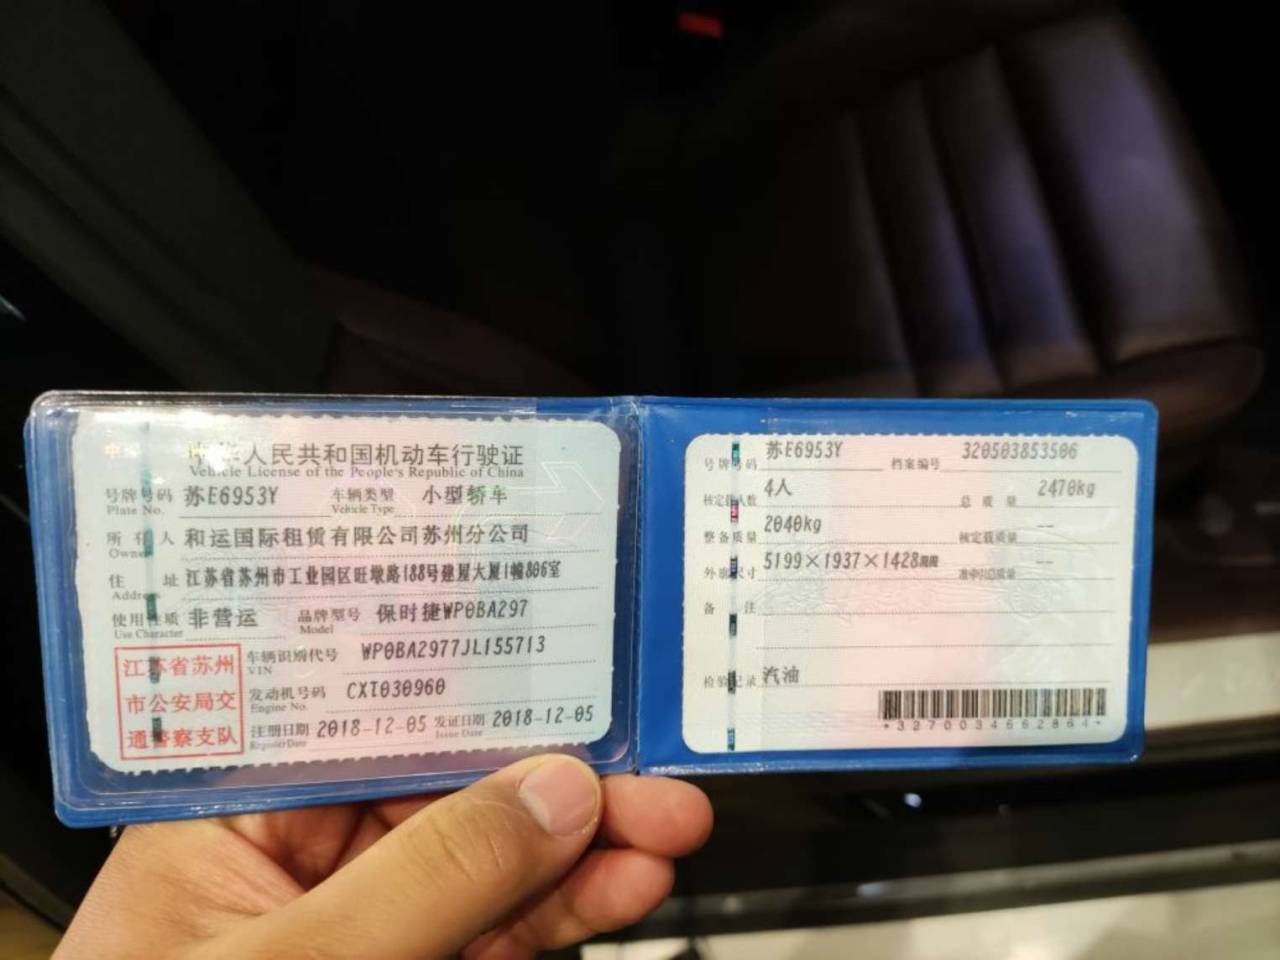 中华人民共和国机动车行驶证
Vehicle License of the People's Republic of China
号牌号码 苏E6953Y 车辆类型 小型轿车
Plate No. Vehicle Type
所有人 和运国际租赁有限公司苏州分公司
Owner
住址 江苏省苏州市工业园区旺墩路188号建屋大厦1幢806室
Address
使用性质 非营运 品牌型号 保时捷WP0BA297
Use Character Model
江苏省苏州
市公安局交
通警察支队
车辆识别代号 WP0BA2977JL155713
VIN
发动机号码 CXT030960
Engine No.
注册日期 2018-12-05 发证日期 2018-12-05
Register Date Issue Date
号牌号码 苏E6953Y 档案编号 320503853506
核定载人数 4人 总质量 2470kg
整备质量 2040kg 核定载质量 --
外廓尺寸 5199×1937×1428mm 准牵引总质量 --
备注
检验记录 汽油
*3270034662864*